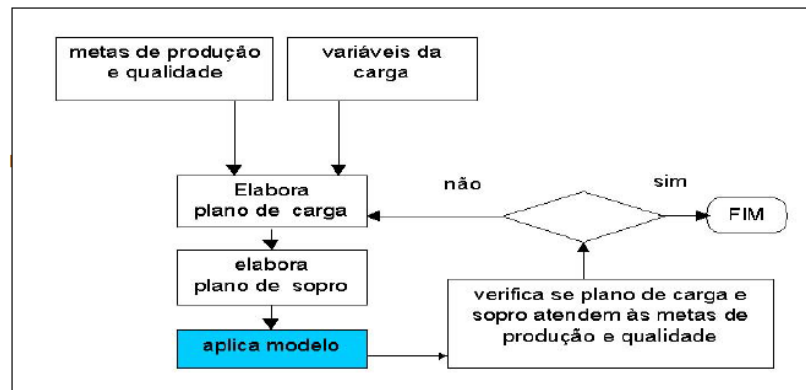 metas de produção
e qualidade
variáveis da
carga
Elabora
plano de carga
não
sim
FIM
elabora
plano de sopro
aplica modelo
verifica se plano de carga e
sopro atendem às metas de
produção e qualidade